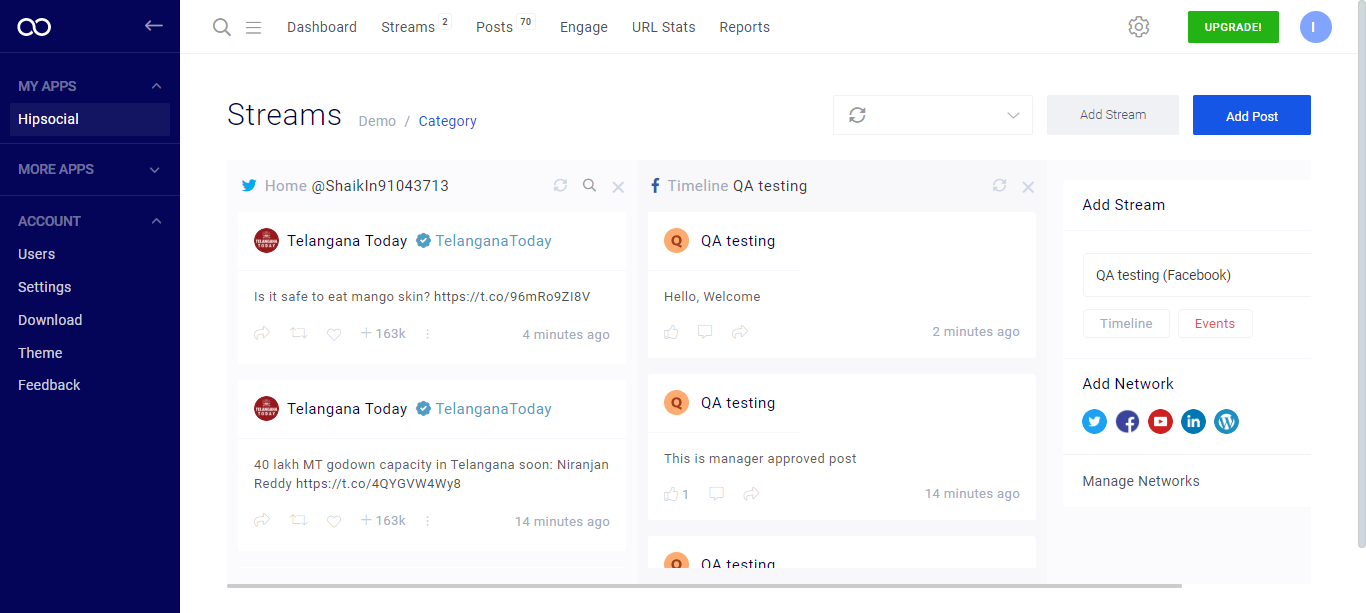 Dashboard
Streams 2
Posts 70
Engage
URL Stats
Reports
UPGRADE!
I
MY APPS
Hipsocial
MORE APPS
ACCOUNT
Users
Settings
Download
Theme
Feedback
Streams Demo / Category
Add Stream
Add Post
Home @ShaikIn91043713
TELANGANA TODAY
Telangana Today TelanganaToday
Is it safe to eat mango skin? https://t.co/96mRo9ZI8V
+ 163k
4 minutes ago
TELANGANA TODAY
Telangana Today TelanganaToday
40 lakh MT godown capacity in Telangana soon: Niranjan
Reddy https://t.co/4QYGVW4Wy8
+ 163k
14 minutes ago
Timeline QA testing
Q QA testing
Hello, Welcome
2 minutes ago
Q QA testing
This is manager approved post
1
14 minutes ago
Q QA testing
Add Stream
QA testing (Facebook)
Timeline
Events
Add Network
Manage Networks